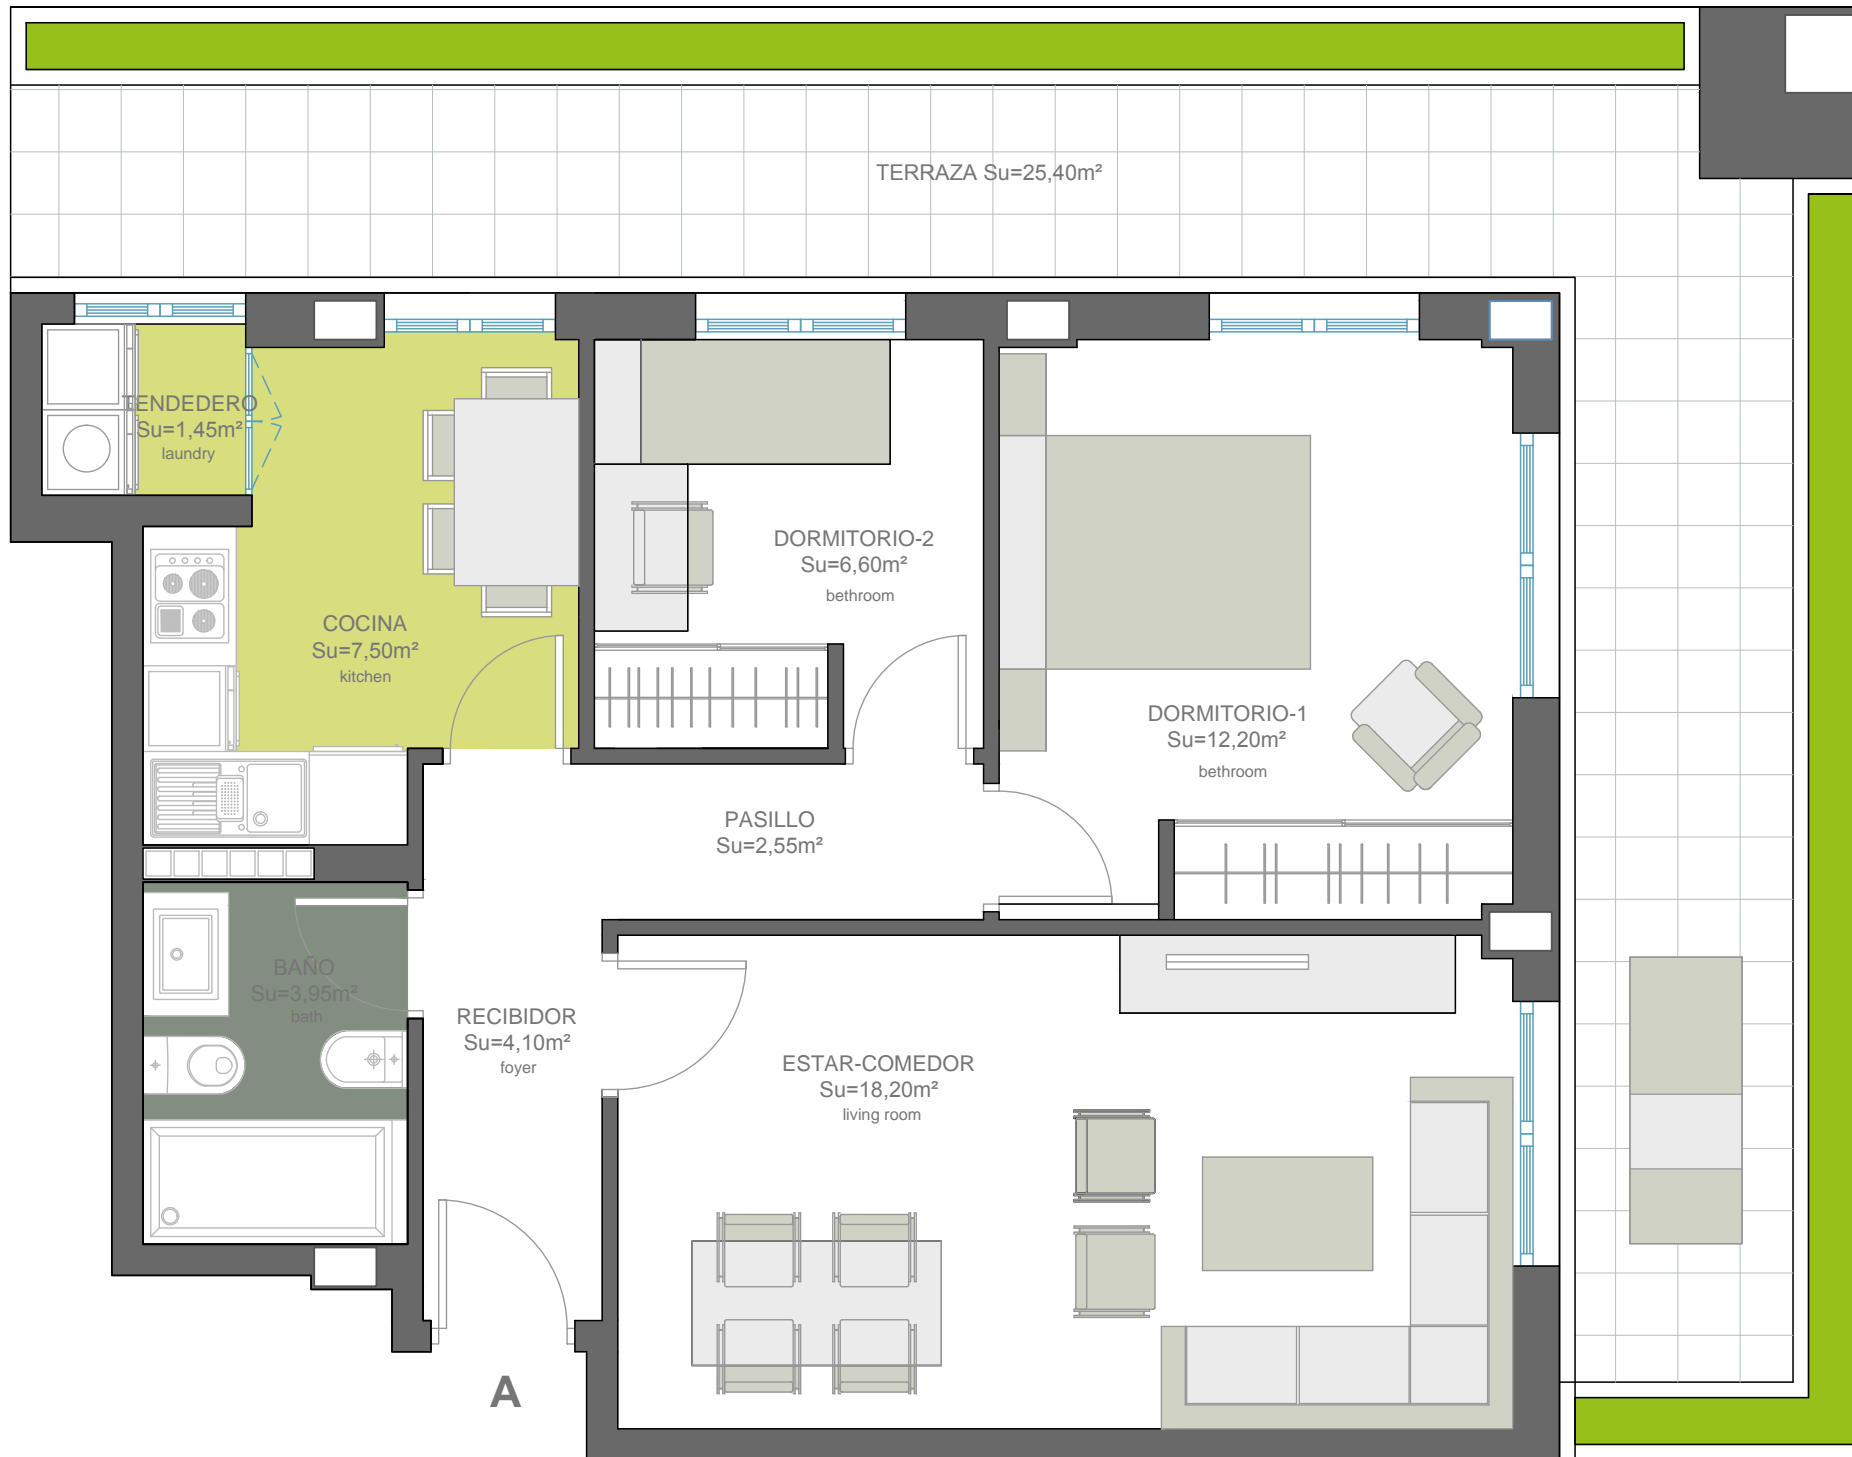 TERRAZA Su=25,40m²
TENDEDERO
Su=1,45m²
laundry
COCINA
Su=7,50m²
kitchen
DORMITORIO-2
Su=6,60m²
bethroom
DORMITORIO-1
Su=12,20m²
bethroom
PASILLO
Su=2,55m²
BAÑO
Su=3,95m²
bath
RECIBIDOR
Su=4,10m²
foyer
ESTAR-COMEDOR
Su=18,20m²
living room
A